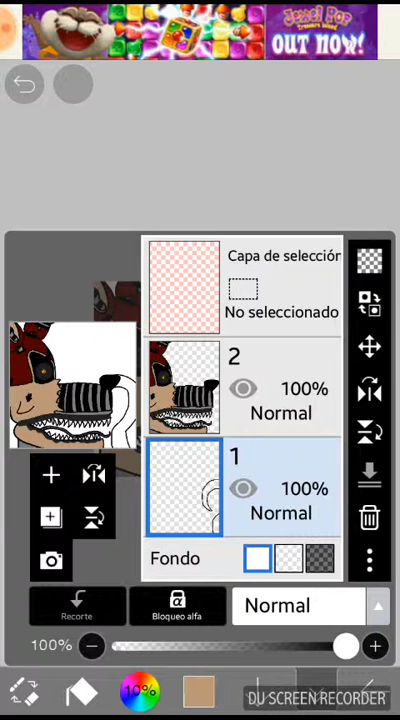 Jewel Pop
OUT NOW!
Capa de selección
No seleccionado
2
100%
Normal
1
100%
Normal
Fondo
Recorte
Bloqueo alfa
Normal
100%
10%
DU SCREEN RECORDER